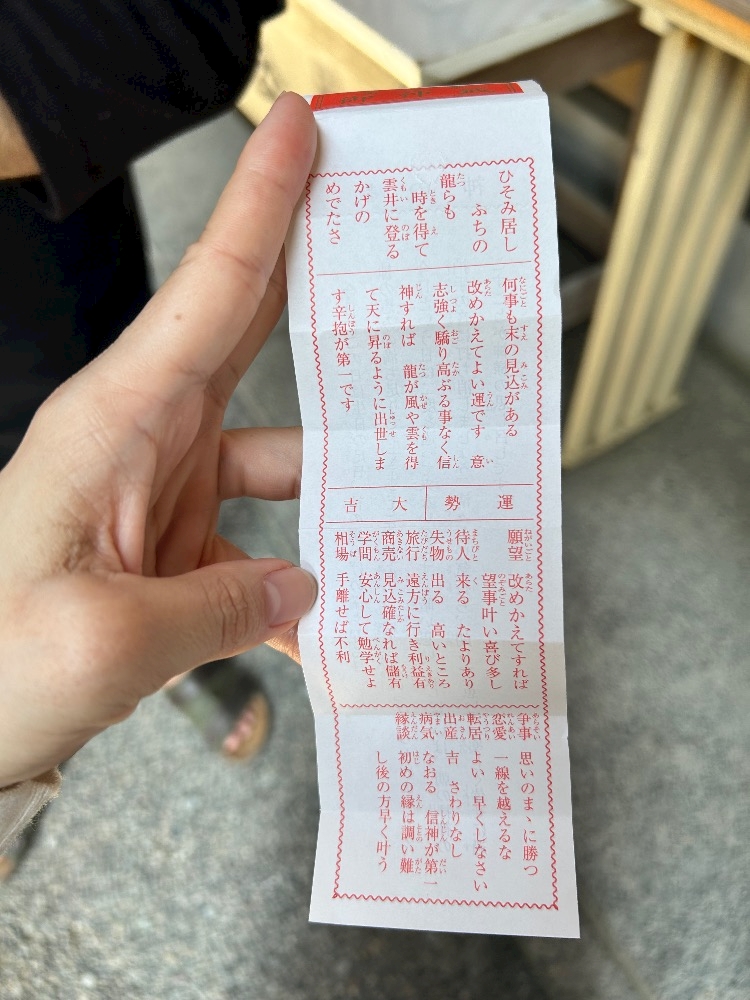 ひそみ居し
ふちの
龍らも
時を得て
雲井に登る
かげの
めでたさ
何事も末の見込がある
改めかえてよい運です 意
志強く驕り高ぶる事なく信
神すれば 龍が風や雲を得
て天に昇るように出世しま
す辛抱が第一です
運勢 大吉
願望 改めかえてすれば
望事叶い喜び多し
待人 来る たよりあり
失物 出る 高いところ
旅行 遠方に行き利益有
商売 見込確なれば儲有
学問 安心して勉学せよ
相場 手離せば不利
争事 思いのまゝに勝つ
恋愛 一線を越えるな
転居 よい 早くしなさい
出産 吉 さわりなし
病気 なおる 信神が第一
縁談 初めの縁は調い難
し後の方早く叶う